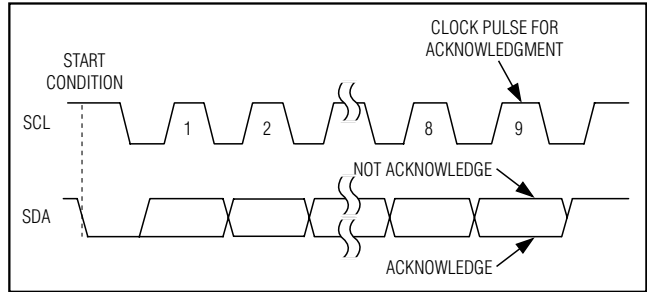 CLOCK PULSE FOR
ACKNOWLEDGMENT
START
CONDITION
SCL
1
2
8
9
NOT ACKNOWLEDGE
SDA
ACKNOWLEDGE